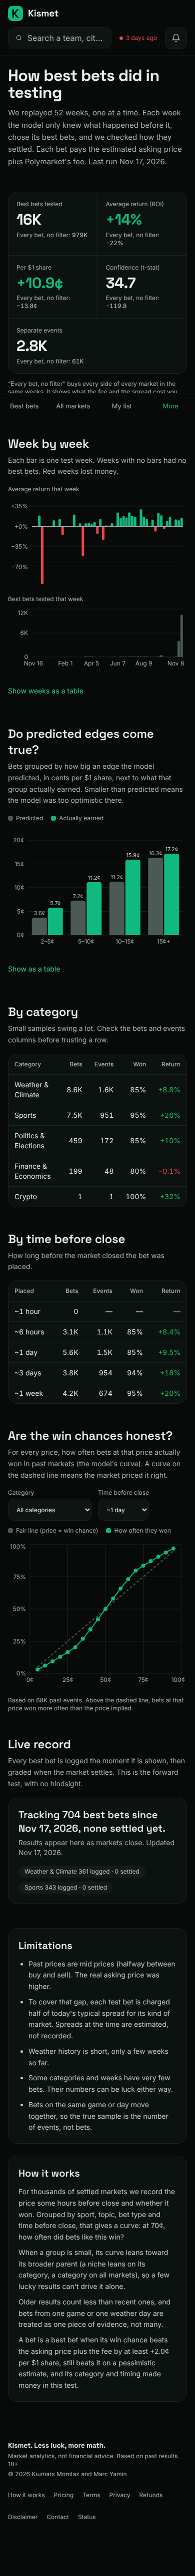 K Kismet
Search a team, cit...
3 days ago
How best bets did in
testing
We replayed 52 weeks, one at a time. Each week
the model only knew what happened before it,
chose its best bets, and we checked how they
settled. Each bet pays the estimated asking price
plus Polymarket's fee. Last run Nov 17, 2026.
Best bets tested
16K
Every bet, no filter: 979K
Average return (ROI)
+14%
Every bet, no filter:
−22%
Per $1 share
+10.9¢
Every bet, no filter:
−13.8¢
Confidence (t-stat)
34.7
Every bet, no filter:
−119.8
Separate events
2.8K
Every bet, no filter: 61K
"Every bet, no filter" buys every side of every market in the
same weeks. It shows what the fee and the spread cost you
Best bets
All markets
My list
More
Week by week
Each bar is one test week. Weeks with no bars had no
best bets. Red weeks lost money.
Average return that week
+35%
+0%
−35%
−70%
Best bets tested that week
12K
6K
0
Nov 16 Feb 1 Apr 5 Jun 7 Aug 9 Nov 8
Show weeks as a table
Do predicted edges come
true?
Bets grouped by how big an edge the model
predicted, in cents per $1 share, next to what that
group actually earned. Smaller than predicted means
the model was too optimistic there.
Predicted Actually earned
20¢
15¢
10¢
5¢
0¢
3.6¢ 5.7¢ 7.2¢ 11.2¢ 11.2¢ 15.9¢ 16.3¢ 17.2¢
2–5¢ 5–10¢ 10–15¢ 15¢+
Show as a table
By category
Small samples swing a lot. Check the bets and events
columns before trusting a row.
Category Bets Events Won Return
Weather &
Climate 8.6K 1.6K 85% +8.8%
Sports 7.5K 951 95% +20%
Politics &
Elections 459 172 85% +10%
Finance &
Economics 199 48 80% −0.1%
Crypto 1 1 100% +32%
By time before close
How long before the market closed the bet was
placed.
Placed Bets Events Won Return
~1 hour 0 — — —
~6 hours 3.1K 1.1K 85% +8.4%
~1 day 5.6K 1.5K 85% +9.5%
~3 days 3.8K 954 94% +18%
~1 week 4.2K 674 95% +20%
Are the win chances honest?
For every price, how often bets at that price actually
won in past markets (the model's curve). A curve on
the dashed line means the market priced it right.
Category
All categories
Time before close
~1 day
Fair line (price = win chance) How often they won
100%
75%
50%
25%
0%
0¢ 25¢ 50¢ 75¢ 100¢
Based on 68K past events. Above the dashed line, bets at that
price won more often than the price implied.
Live record
Every best bet is logged the moment it is shown, then
graded when the market settles. This is the forward
test, with no hindsight.
Tracking 704 best bets since
Nov 17, 2026, none settled yet.
Results appear here as markets close. Updated
Nov 17, 2026.
Weather & Climate 361 logged · 0 settled
Sports 343 logged · 0 settled
Limitations
• Past prices are mid prices (halfway between
buy and sell). The real asking price was
higher.
• To cover that gap, each test bet is charged
half of today's typical spread for its kind of
market. Spreads at the time are estimated,
not recorded.
• Weather history is short, only a few weeks
so far.
• Some categories and weeks have very few
bets. Their numbers can be luck either way.
• Bets on the same game or day move
together, so the true sample is the number
of events, not bets.
How it works
For thousands of settled markets we record the
price some hours before close and whether it
won. Grouped by sport, topic, bet type and
time before close, that gives a curve: at 70¢,
how often did bets like this win?
When a group is small, its curve leans toward
its broader parent (a niche leans on its
category, a category on all markets), so a few
lucky results can't drive it alone.
Older results count less than recent ones, and
bets from one game or one weather day are
treated as one piece of evidence, not many.
A bet is a best bet when its win chance beats
the asking price plus the fee by at least +2.0¢
per $1 share, still beats it on a pessimistic
estimate, and its category and timing made
money in this test.
Kismet. Less luck, more math.
Market analytics, not financial advice. Based on past results.
18+.
© 2026 Kiumars Momtaz and Marc Yamin
How it works Pricing Terms Privacy Refunds
Disclaimer Contact Status